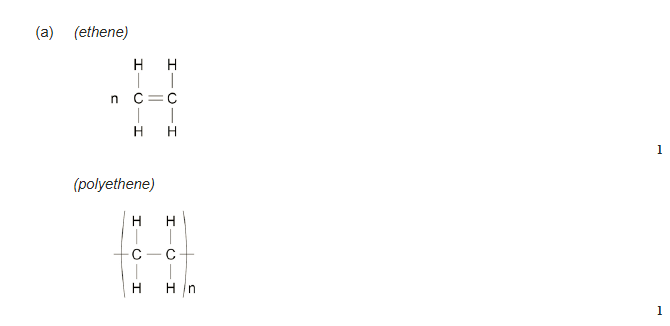 (a) (ethene)
H H
n C=C
H H
1
(polyethene)
H H
C — C
H H n
1